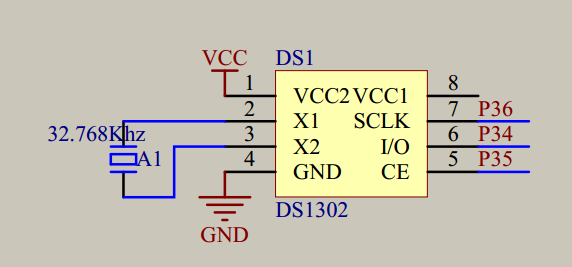 VCC DS1
1 VCC2 VCC1 8
2 X1 SCLK 7 P36
32.768Khz 3 X2 I/O 6 P34
A1 4 GND CE 5 P35
DS1302
GND